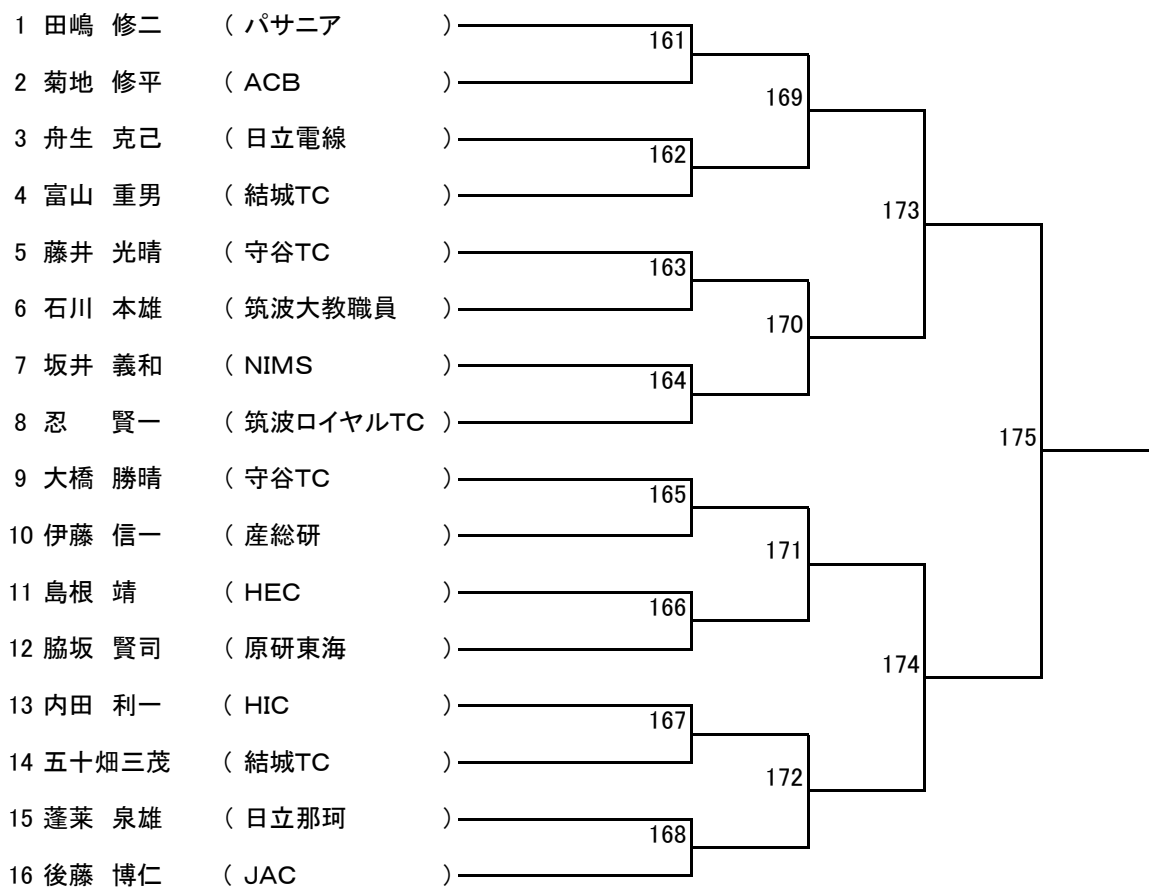 1 田嶋 修二 ( パサニア )
161
2 菊地 修平 ( ACB )
169
3 舟生 克己 ( 日立電線 )
162
4 富山 重男 ( 結城TC )
173
5 藤井 光晴 ( 守谷TC )
163
6 石川 本雄 ( 筑波大教職員 )
170
7 坂井 義和 ( NIMS )
164
8 忍 賢一 ( 筑波ロイヤルTC )
175
9 大橋 勝晴 ( 守谷TC )
165
10 伊藤 信一 ( 産総研 )
171
11 島根 靖 ( HEC )
166
12 脇坂 賢司 ( 原研東海 )
174
13 内田 利一 ( HIC )
167
14 五十畑三茂 ( 結城TC )
172
15 蓬莱 泉雄 ( 日立那珂 )
168
16 後藤 博仁 ( JAC )